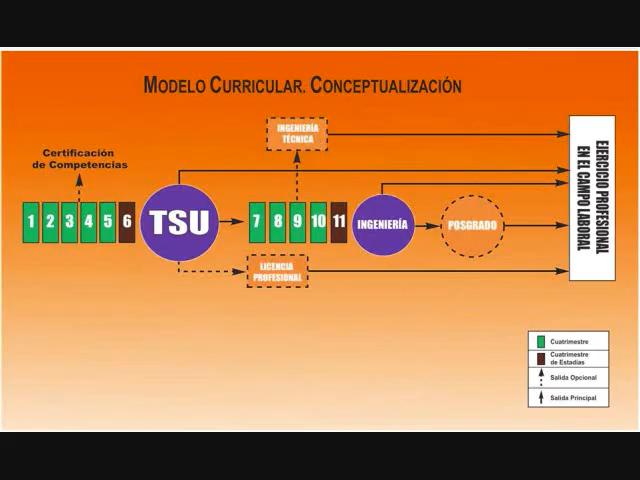 MODELO CURRICULAR. CONCEPTUALIZACIÓN
INGENIERÍA
TÉCNICA
Certificación
de Competencias
1 2 3 4 5 6
TSU
7 8 9 10 11
INGENIERÍA
POSGRADO
LICENCIA
PROFESIONAL
EJERCICIO PROFESIONAL
EN EL CAMPO LABORAL
Cuatrimestre
Cuatrimestre
de Estadías
Salida Opcional
Salida Principal